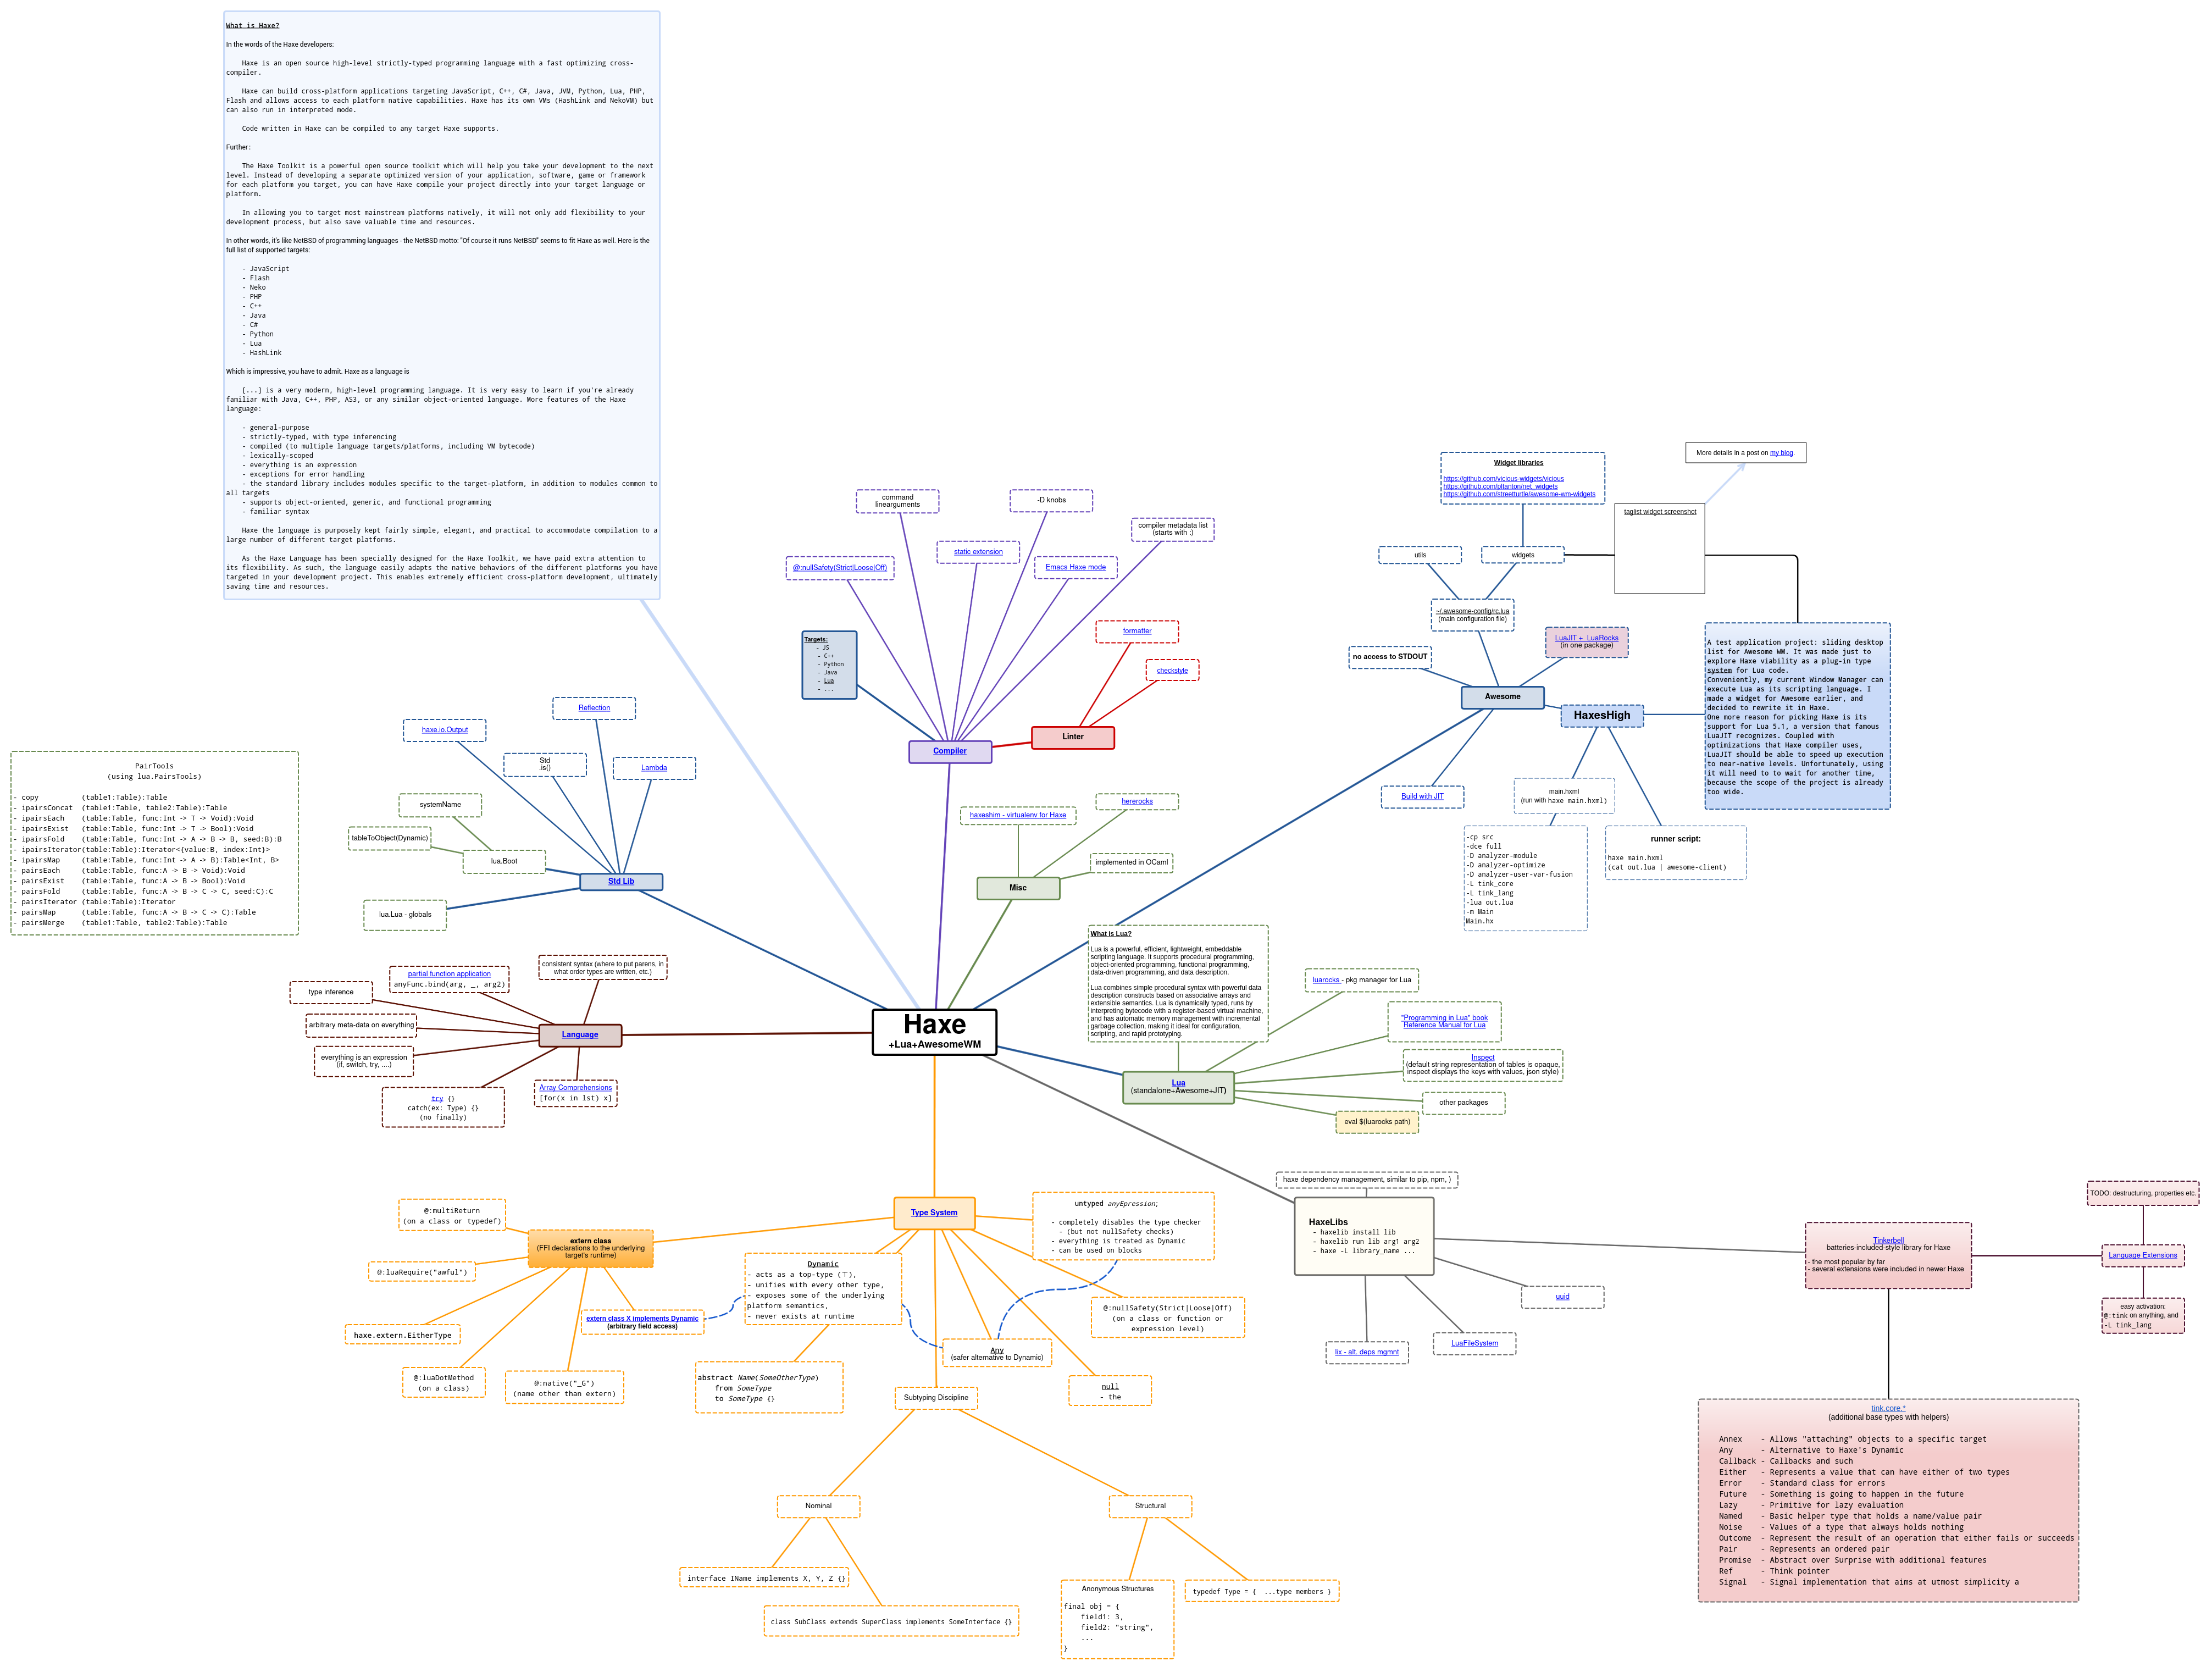 What is Haxe?
In the words of the Haxe developers:
Haxe is an open source high-level strictly-typed programming language with a fast optimizing cross-
compiler.
Haxe can build cross-platform applications targeting JavaScript, C++, C#, Java, JVM, Python, Lua, PHP,
Flash and allows access to each platform native capabilities. Haxe has its own VMs (HashLink and NekoVM) but
can also run in interpreted mode.
Code written in Haxe can be compiled to any target Haxe supports.
Further:
The Haxe Toolkit is a powerful open source toolkit which will help you take your development to the next
level. Instead of developing a separate optimized version of your application, software, game or framework
for each platform you target, you can have Haxe compile your project directly into your target language or
platform.
In allowing you to target most mainstream platforms natively, it will not only add flexibility to your
development process, but also save valuable time and resources.
In other words, it's like NetBSD of programming languages - the NetBSD motto: "Of course it runs NetBSD" seems to fit Haxe as well. Here is the
full list of supported targets:
- JavaScript
- Flash
- Neko
- PHP
- C++
- Java
- C#
- Python
- Lua
- HashLink
Which is impressive, you have to admit. Haxe as a language is
[...] is a very modern, high-level programming language. It is very easy to learn if you're already
familiar with Java, C++, PHP, AS3, or any similar object-oriented language. More features of the Haxe
language:
- general-purpose
- strictly-typed, with type inferencing
- compiled (to multiple language targets/platforms, including VM bytecode)
- lexically-scoped
- everything is an expression
- exceptions for error handling
- the standard library includes modules specific to the target-platform, in addition to modules common to
all targets
- supports object-oriented, generic, and functional programming
- familiar syntax
Haxe the language is purposely kept fairly simple, elegant, and practical to accommodate compilation to a
large number of different target platforms.
As the Haxe Language has been specially designed for the Haxe Toolkit, we have paid extra attention to
its flexibility. As such, the language easily adapts the native behaviors of the different platforms you have
targeted in your development project. This enables extremely efficient cross-platform development, ultimately
saving time and resources.
command
linearguments
-D knobs
compiler metadata list
(starts with :)
static extension
@:nullSafety(Strict|Loose|Off)
Emacs Haxe mode
Targets:
- JS
- C++
- Python
- Java
- Lua
- ...
formatter
checkstyle
Linter
Compiler
More details in a post on my blog.
Widget libraries
https://github.com/vicious-widgets/vicious
https://github.com/pltanton/net_widgets
https://github.com/streetturtle/awesome-wm-widgets
taglist widget screenshot
utils
widgets
~/.awesome-config/rc.lua
(main configuration file)
LuaJIT + LuaRocks
(in one package)
no access to STDOUT
Awesome
HaxesHigh
A test application project: sliding desktop
list for Awesome WM. It was made just to
explore Haxe viability as a plug-in type
system for Lua code.
Conveniently, my current Window Manager can
execute Lua as its scripting language. I
made a widget for Awesome earlier, and
decided to rewrite it in Haxe.
One more reason for picking Haxe is its
support for Lua 5.1, a version that famous
LuaJIT recognizes. Coupled with
optimizations that Haxe compiler uses,
LuaJIT should be able to speed up execution
to near-native levels. Unfortunately, using
it will need to to wait for another time,
because the scope of the project is already
too wide.
Build with JIT
main.hxml
(run with haxe main.hxml)
-cp src
-dce full
-D analyzer-module
-D analyzer-optimize
-D analyzer-user-var-fusion
-L tink_core
-L tink_lang
-lua out.lua
-m Main
Main.hx
runner script:
haxe main.hxml
(cat out.lua | awesome-client)
Reflection
haxe.io.Output
Std
.is()
Lambda
systemName
tableToObject(Dynamic)
lua.Boot
Std Lib
lua.Lua - globals
PairTools
(using lua.PairsTools)
- copy (table1:Table):Table
- ipairsConcat (table1:Table, table2:Table):Table
- ipairsEach (table:Table, func:Int -> T -> Void):Void
- ipairsExist (table:Table, func:Int -> T -> Bool):Void
- ipairsFold (table:Table, func:Int -> A -> B -> B, seed:B):B
- ipairsIterator(table:Table):Iterator<{value:B, index:Int}>
- ipairsMap (table:Table, func:Int -> A -> B):Table<Int, B>
- pairsEach (table:Table, func:A -> B -> Void):Void
- pairsExist (table:Table, func:A -> B -> Bool):Void
- pairsFold (table:Table, func:A -> B -> C -> C, seed:C):C
- pairsIterator (table:Table):Iterator
- pairsMap (table:Table, func:A -> B -> C -> C):Table
- pairsMerge (table1:Table, table2:Table):Table
haxeshim - virtualenv for Haxe
hererocks
implemented in OCaml
Misc
What is Lua?
Lua is a powerful, efficient, lightweight, embeddable
scripting language. It supports procedural programming,
object-oriented programming, functional programming,
data-driven programming, and data description.
Lua combines simple procedural syntax with powerful data
description constructs based on associative arrays and
extensible semantics. Lua is dynamically typed, runs by
interpreting bytecode with a register-based virtual machine,
and has automatic memory management with incremental
garbage collection, making it ideal for configuration,
scripting, and rapid prototyping.
luarocks - pkg manager for Lua
"Programming in Lua" book
Reference Manual for Lua
Inspect
(default string representation of tables is opaque,
inspect displays the keys with values, json style)
other packages
eval $(luarocks path)
Lua
(standalone+Awesome+JIT)
Haxe
+Lua+AwesomeWM
partial function application
anyFunc.bind(arg, _, arg2)
consistent syntax (where to put parens, in
what order types are written, etc.)
type inference
arbitrary meta-data on everything
Language
everything is an expression
(if, switch, try, ....)
try {}
catch(ex: Type) {}
(no finally)
Array Comprehensions
[for(x in lst) x]
Type System
@:multiReturn
(on a class or typedef)
extern class
(FFI declarations to the underlying
target's runtime)
@:luaRequire("awful")
haxe.extern.EitherType
@:luaDotMethod
(on a class)
@:native("_G")
(name other than extern)
extern class X implements Dynamic
(arbitrary field access)
Dynamic
- acts as a top-type (⊤),
- unifies with every other type,
- exposes some of the underlying
platform semantics,
- never exists at runtime
untyped anyEpression;
- completely disables the type checker
- (but not nullSafety checks)
- everything is treated as Dynamic
- can be used on blocks
@:nullSafety(Strict|Loose|Off)
(on a class or function or
expression level)
Any
(safer alternative to Dynamic)
abstract Name(SomeOtherType)
from SomeType
to SomeType {}
null
- the
Subtyping Discipline
Nominal
Structural
interface IName implements X, Y, Z {}
class SubClass extends SuperClass implements SomeInterface {}
Anonymous Structures
final obj = {
field1: 3,
field2: "string",
...
}
typedef Type = { ...type members }
haxe dependency management, similar to pip, npm, )
HaxeLibs
- haxelib install lib
- haxelib run lib arg1 arg2
- haxe -L library_name ...
uuid
LuaFileSystem
lix - alt. deps mgmnt
Tinkerbell
batteries-included-style library for Haxe
- the most popular by far
- several extensions were included in newer Haxe
TODO: destructuring, properties etc.
Language Extensions
easy activation:
@:tink on anything, and
-L tink_lang
tink.core.*
(additional base types with helpers)
Annex - Allows "attaching" objects to a specific target
Any - Alternative to Haxe's Dynamic
Callback - Callbacks and such
Either - Represents a value that can have either of two types
Error - Standard class for errors
Future - Something is going to happen in the future
Lazy - Primitive for lazy evaluation
Named - Basic helper type that holds a name/value pair
Noise - Values of a type that always holds nothing
Outcome - Represent the result of an operation that either fails or succeeds
Pair - Represents an ordered pair
Promise - Abstract over Surprise with additional features
Ref - Think pointer
Signal - Signal implementation that aims at utmost simplicity a